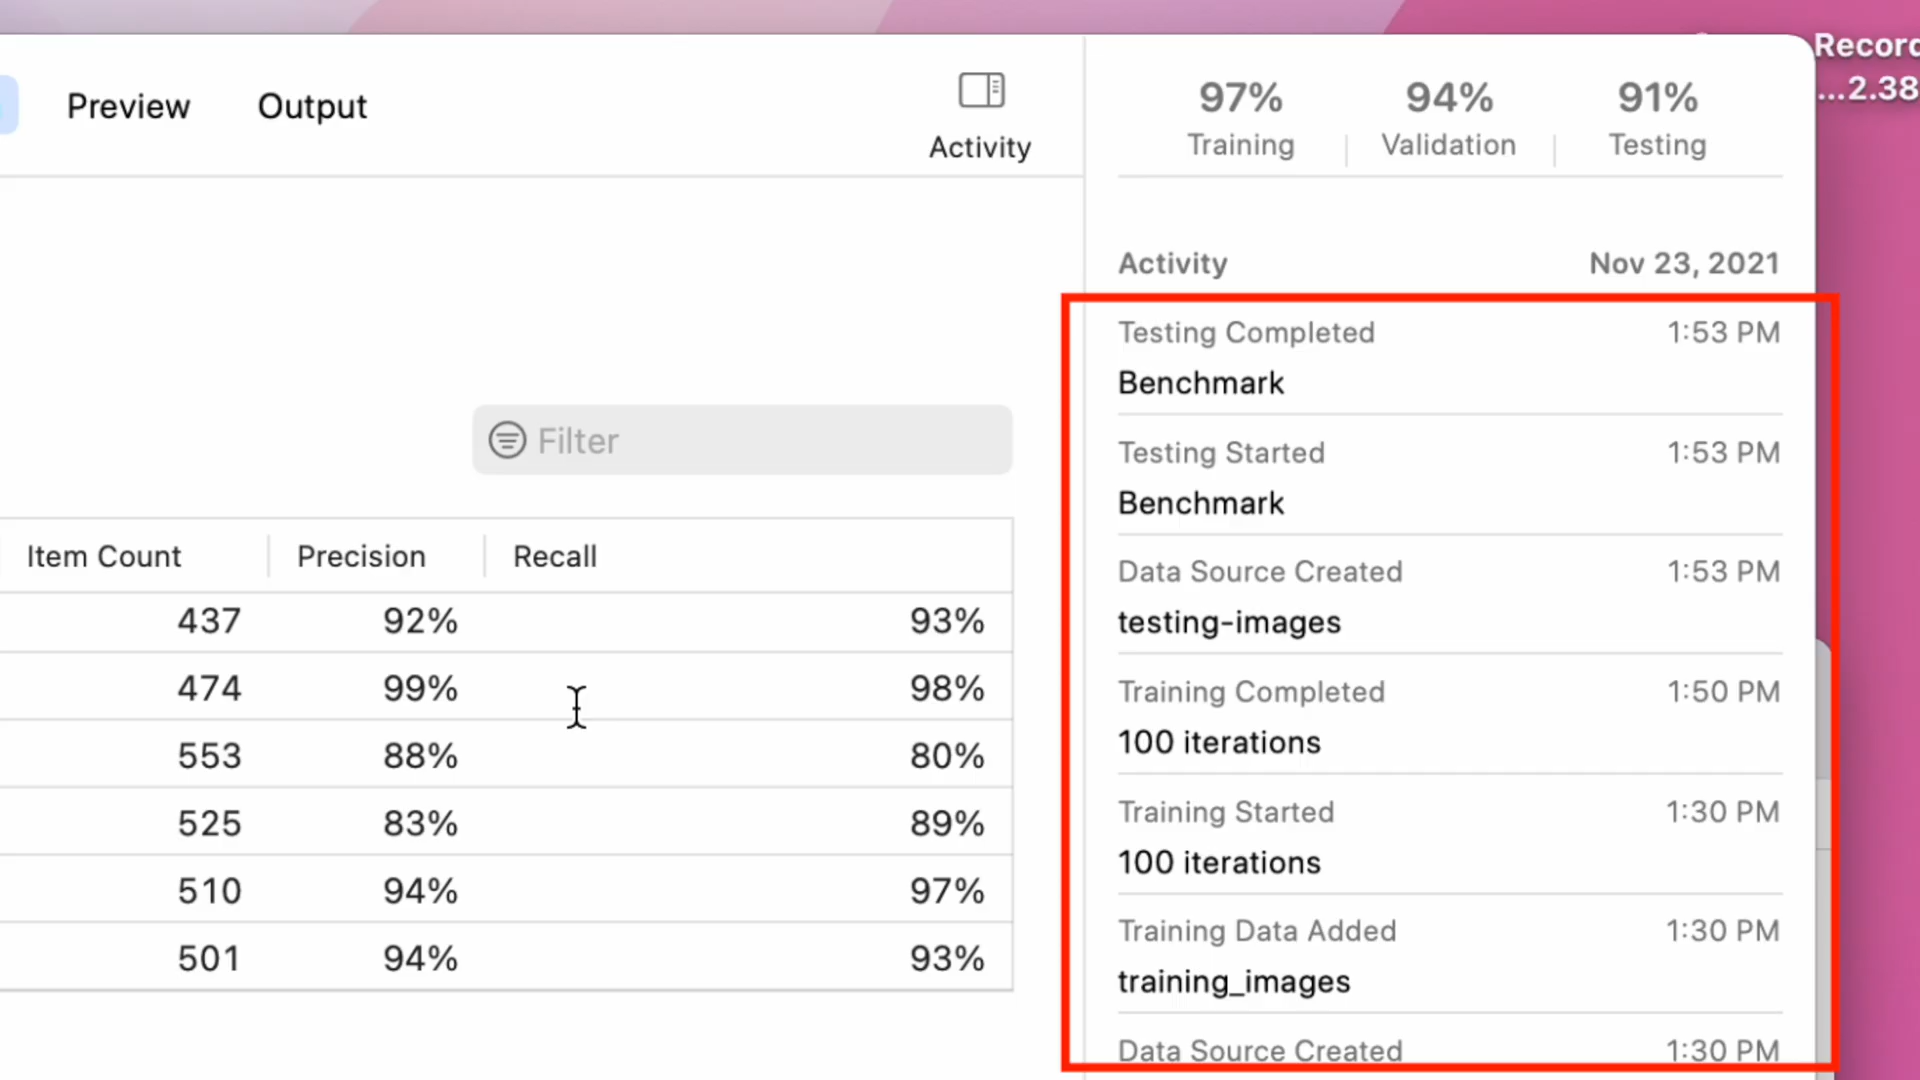 Preview Output
Activity
Filter
Item Count Precision Recall
437 92% 93%
474 99% 98%
553 88% 80%
525 83% 89%
510 94% 97%
501 94% 93%
97% 94% 91%
Training Validation Testing
Activity Nov 23, 2021
Testing Completed 1:53 PM
Benchmark
Testing Started 1:53 PM
Benchmark
Data Source Created 1:53 PM
testing-images
Training Completed 1:50 PM
100 iterations
Training Started 1:30 PM
100 iterations
Training Data Added 1:30 PM
training_images
Data Source Created 1:30 PM
Record
...2.38